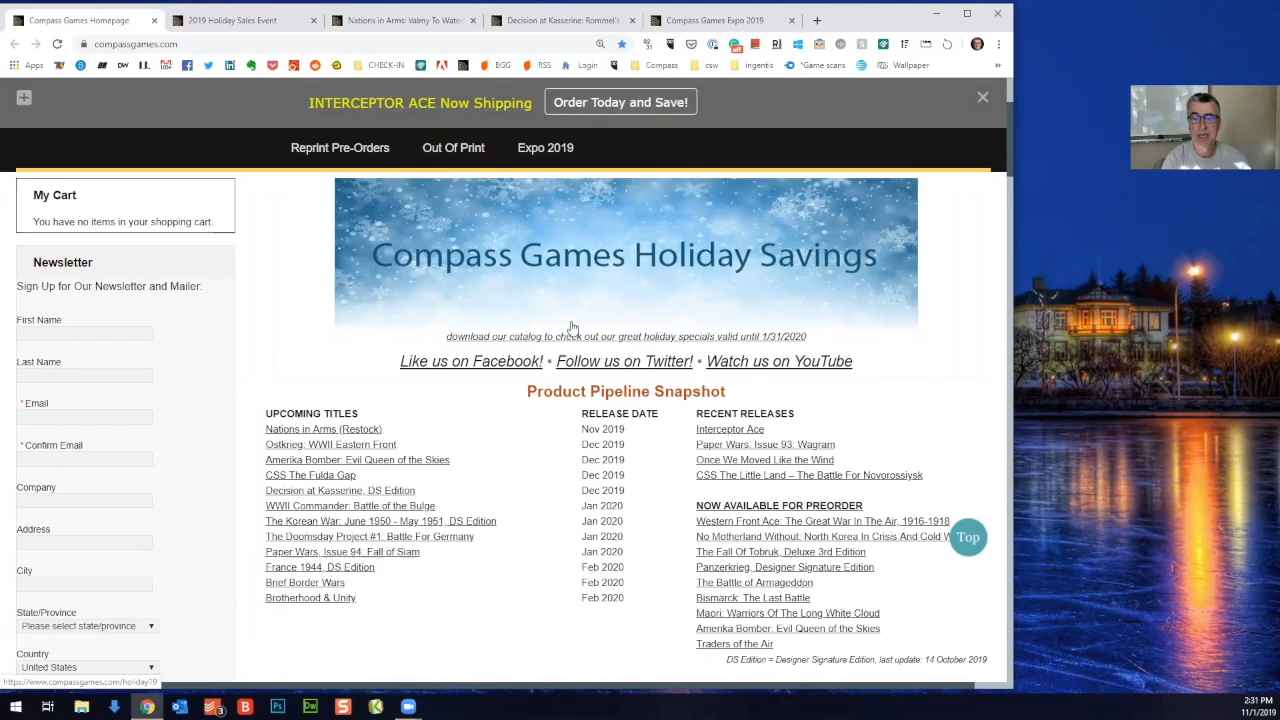 Compass Games Homepage
2019 Holiday Sales Event
Nations in Arms: Valmy To Wate
Decision at Kasserine: Rommel's
Compass Games Expo 2019
compassgames.com
Apps
DW
CHECK-IN
BGG
RSS
Login
Compass
csw
ingentis
*Game scans
Wallpaper
INTERCEPTOR ACE Now Shipping
Order Today and Save!
Reprint Pre-Orders
Out Of Print
Expo 2019
My Cart
You have no items in your shopping cart.
Newsletter
Sign Up for Our Newsletter and Mailer:
First Name
Last Name
* Email
* Confirm Email
Company
Address
City
State/Province
Please select state/province
Country
United States
https://www.compassgames.com/holiday19
Compass Games Holiday Savings
download our catalog to check out our great holiday specials valid until 1/31/2020
Like us on Facebook! • Follow us on Twitter! • Watch us on YouTube
Product Pipeline Snapshot
UPCOMING TITLES RELEASE DATE
Nations in Arms (Restock) Nov 2019
Ostkrieg: WWII Eastern Front Dec 2019
Amerika Bomber: Evil Queen of the Skies Dec 2019
CSS The Fulda Gap Dec 2019
Decision at Kasserine, DS Edition Dec 2019
WWII Commander: Battle of the Bulge Jan 2020
The Korean War: June 1950 - May 1951, DS Edition Jan 2020
The Doomsday Project #1: Battle For Germany Jan 2020
Paper Wars, Issue 94: Fall of Siam Jan 2020
France 1944, DS Edition Feb 2020
Brief Border Wars Feb 2020
Brotherhood & Unity Feb 2020
RECENT RELEASES
Interceptor Ace
Paper Wars, Issue 93: Wagram
Once We Moved Like the Wind
CSS The Little Land – The Battle For Novorossiysk
NOW AVAILABLE FOR PREORDER
Western Front Ace: The Great War In The Air, 1916-1918
No Motherland Without: North Korea In Crisis And Cold W
The Fall Of Tobruk, Deluxe 3rd Edition
Panzerkrieg, Designer Signature Edition
The Battle of Armageddon
Bismarck: The Last Battle
Maori: Warriors Of The Long White Cloud
Amerika Bomber: Evil Queen of the Skies
Traders of the Air
DS Edition = Designer Signature Edition, last update: 14 October 2019
Top
2:31 PM
11/1/2019